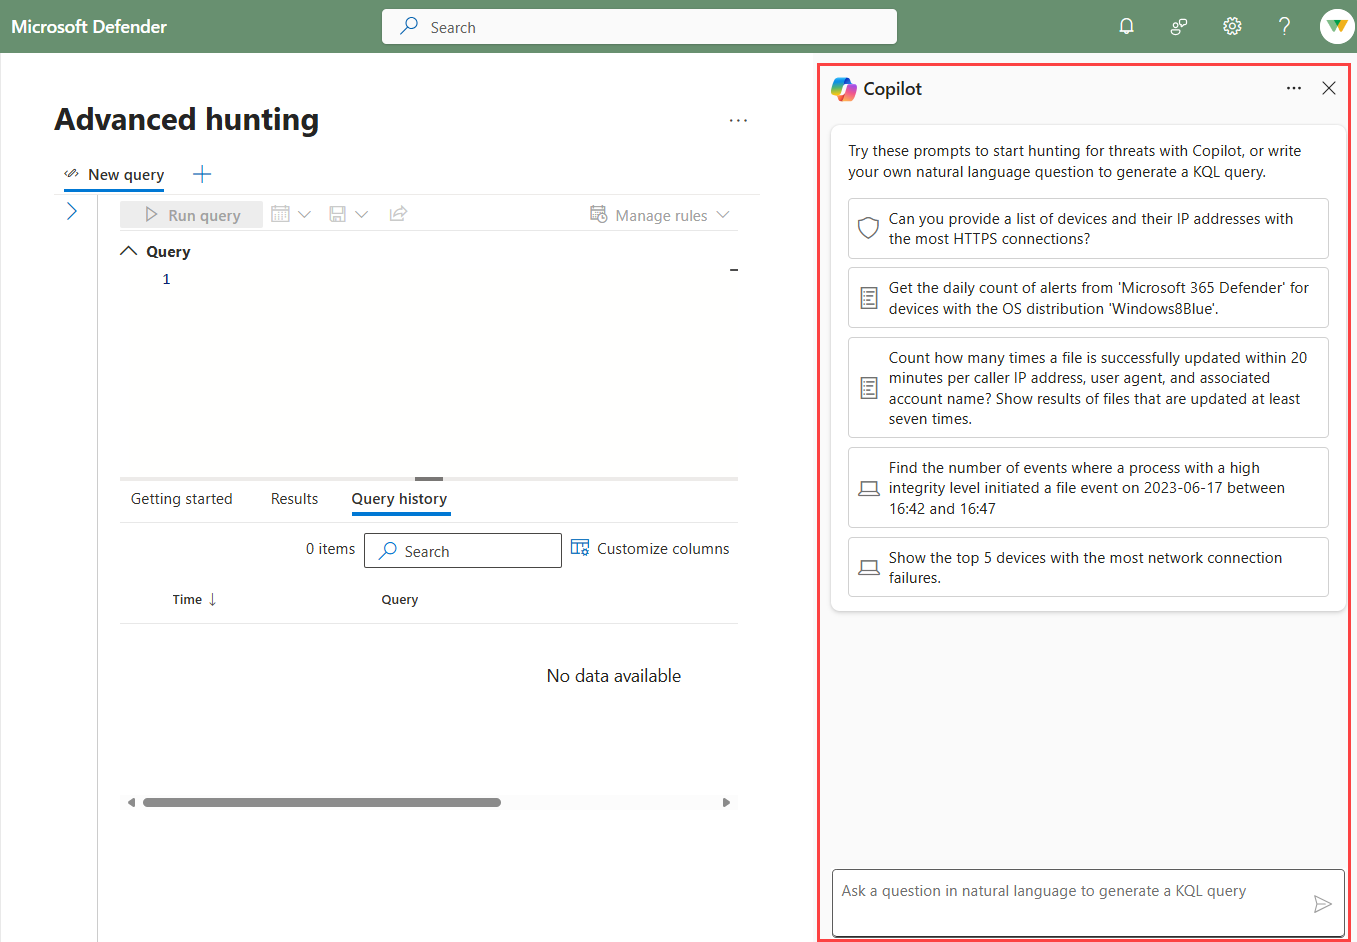 Microsoft Defender
Search
Advanced hunting
New query
Run query
Manage rules
Query
1
Getting started
Results
Query history
0 items
Search
Customize columns
Time
Query
No data available
Copilot
Try these prompts to start hunting for threats with Copilot, or write
your own natural language question to generate a KQL query.
Can you provide a list of devices and their IP addresses with
the most HTTPS connections?
Get the daily count of alerts from 'Microsoft 365 Defender' for
devices with the OS distribution 'Windows8Blue'.
Count how many times a file is successfully updated within 20
minutes per caller IP address, user agent, and associated
account name? Show results of files that are updated at least
seven times.
Find the number of events where a process with a high
integrity level initiated a file event on 2023-06-17 between
16:42 and 16:47
Show the top 5 devices with the most network connection
failures.
Ask a question in natural language to generate a KQL query